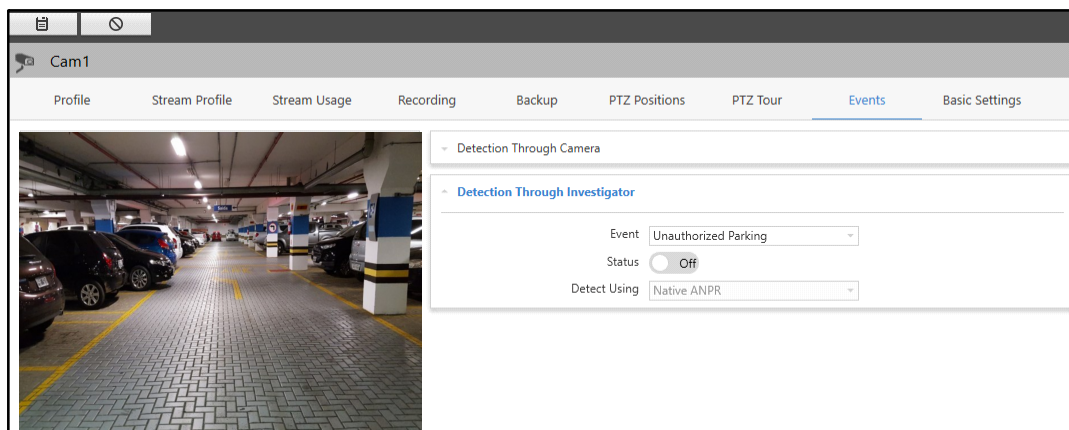 Cam1
Profile Stream Profile Stream Usage Recording Backup PTZ Positions PTZ Tour Events Basic Settings
Detection Through Camera
Detection Through Investigator
Event Unauthorized Parking
Status Off
Detect Using Native ANPR